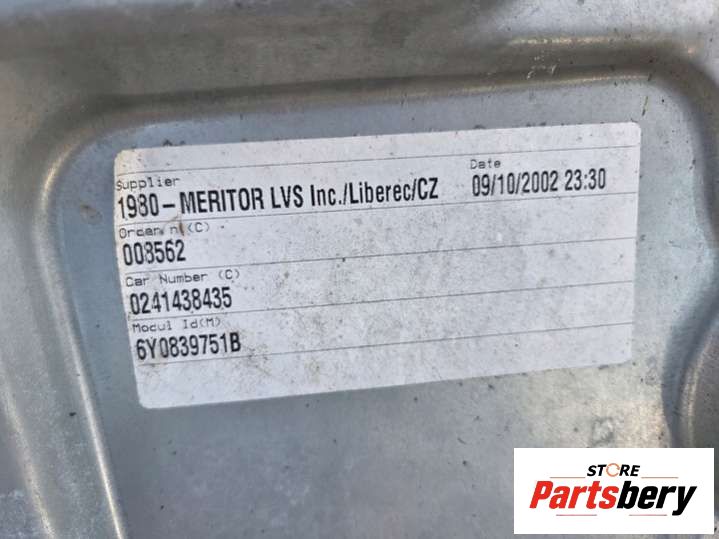 Supplier
Date
1980-MERITOR LVS Inc./Liberec/CZ
09/10/2002 23:30
Order n (C)
008562
Car Number (C)
0241438435
Modul Id(M)
6Y0839751B
STORE
Partsbery